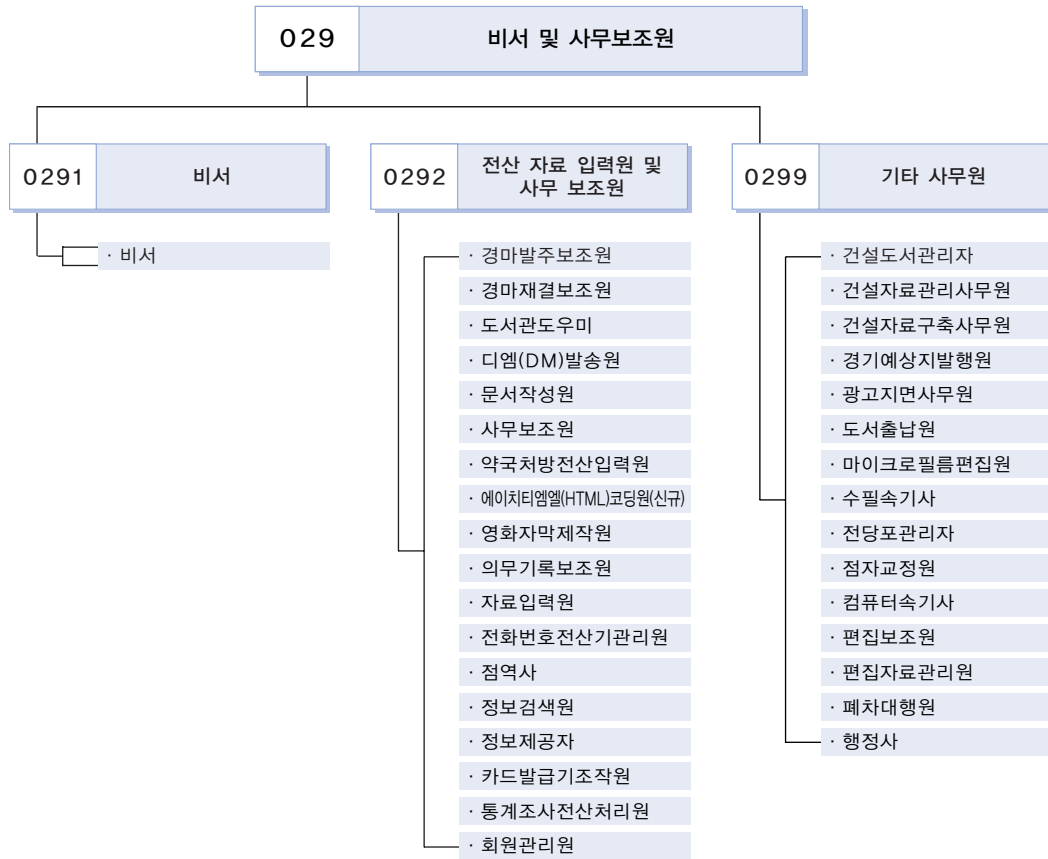 029
비서 및 사무보조원
0291
비서
· 비서
0292
전산 자료 입력원 및
사무 보조원
· 경마발주보조원
· 경마재결보조원
· 도서관도우미
· 디엠(DM)발송원
· 문서작성원
· 사무보조원
· 약국처방전산입력원
· 에이치티엠엘(HTML)코딩원(신규)
· 영화자막제작원
· 의무기록보조원
· 자료입력원
· 전화번호전산기관리원
· 점역사
· 정보검색원
· 정보제공자
· 카드발급기조작원
· 통계조사전산처리원
· 회원관리원
0299
기타 사무원
· 건설도서관리자
· 건설자료관리사무원
· 건설자료구축사무원
· 경기예상지발행원
· 광고지면사무원
· 도서출납원
· 마이크로필름편집원
· 수필속기사
· 전당포관리자
· 점자교정원
· 컴퓨터속기사
· 편집보조원
· 편집자료관리원
· 폐차대행원
· 행정사